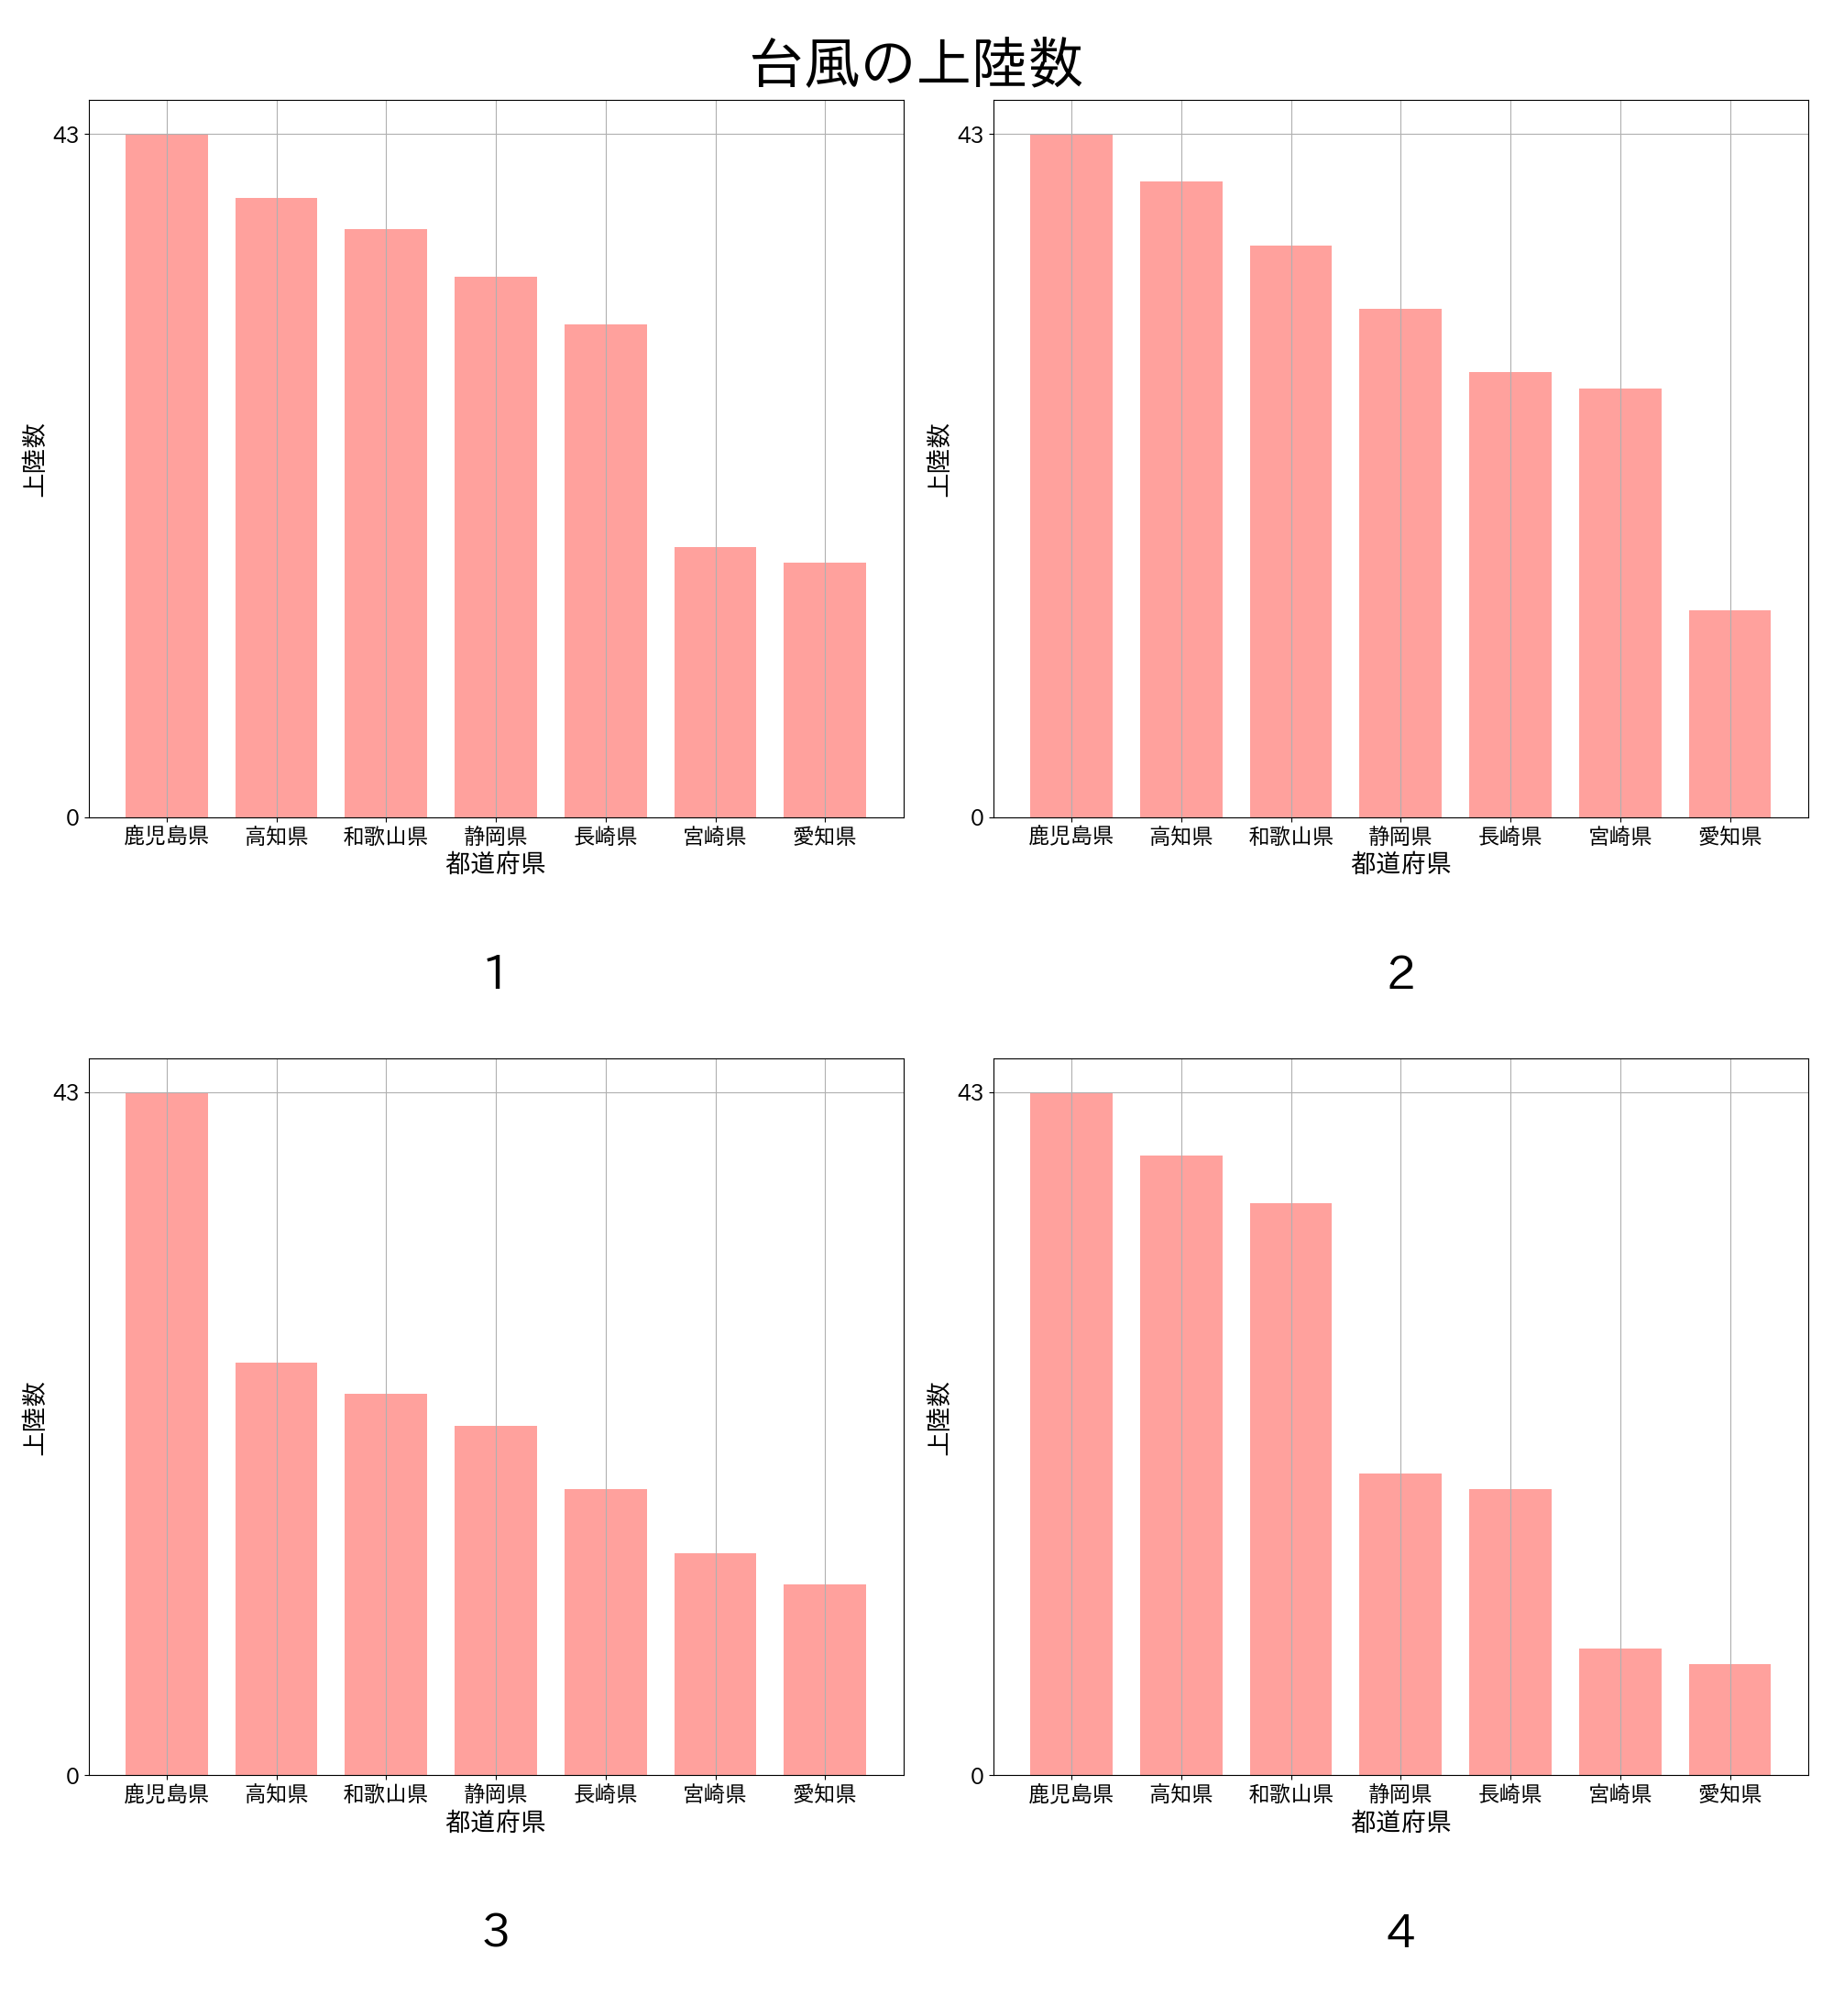 台風の上陸数
43
0
上陸数
鹿児島県 高知県 和歌山県 静岡県 長崎県 宮崎県 愛知県
都道府県
1
43
0
上陸数
鹿児島県 高知県 和歌山県 静岡県 長崎県 宮崎県 愛知県
都道府県
2
43
0
上陸数
鹿児島県 高知県 和歌山県 静岡県 長崎県 宮崎県 愛知県
都道府県
3
43
0
上陸数
鹿児島県 高知県 和歌山県 静岡県 長崎県 宮崎県 愛知県
都道府県
4